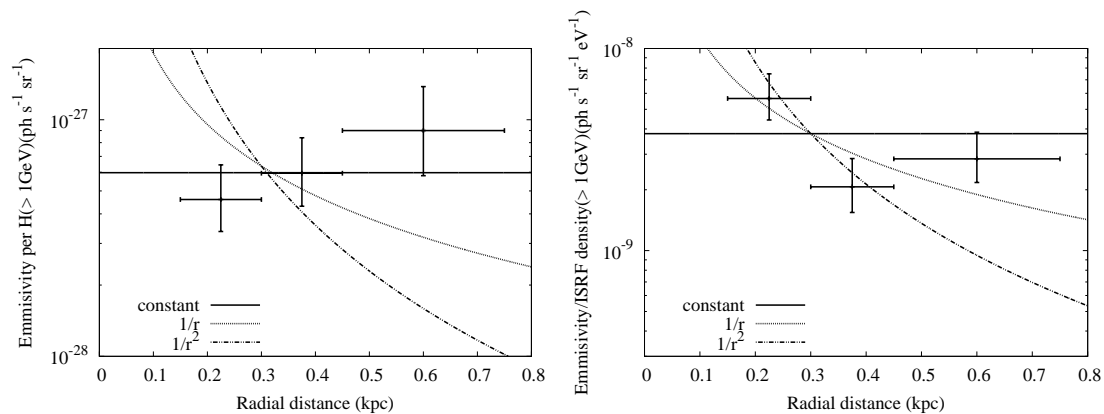 Emmisivity per H(> 1GeV)(ph s⁻¹ sr⁻¹)
10⁻²⁷
10⁻²⁸
constant
1/r
1/r²
0 0.1 0.2 0.3 0.4 0.5 0.6 0.7 0.8
Radial distance (kpc)
Emmisivity/ISRF density(> 1GeV)(ph s⁻¹ sr⁻¹ eV⁻¹)
10⁻⁸
10⁻⁹
constant
1/r
1/r²
0 0.1 0.2 0.3 0.4 0.5 0.6 0.7 0.8
Radial distance (kpc)